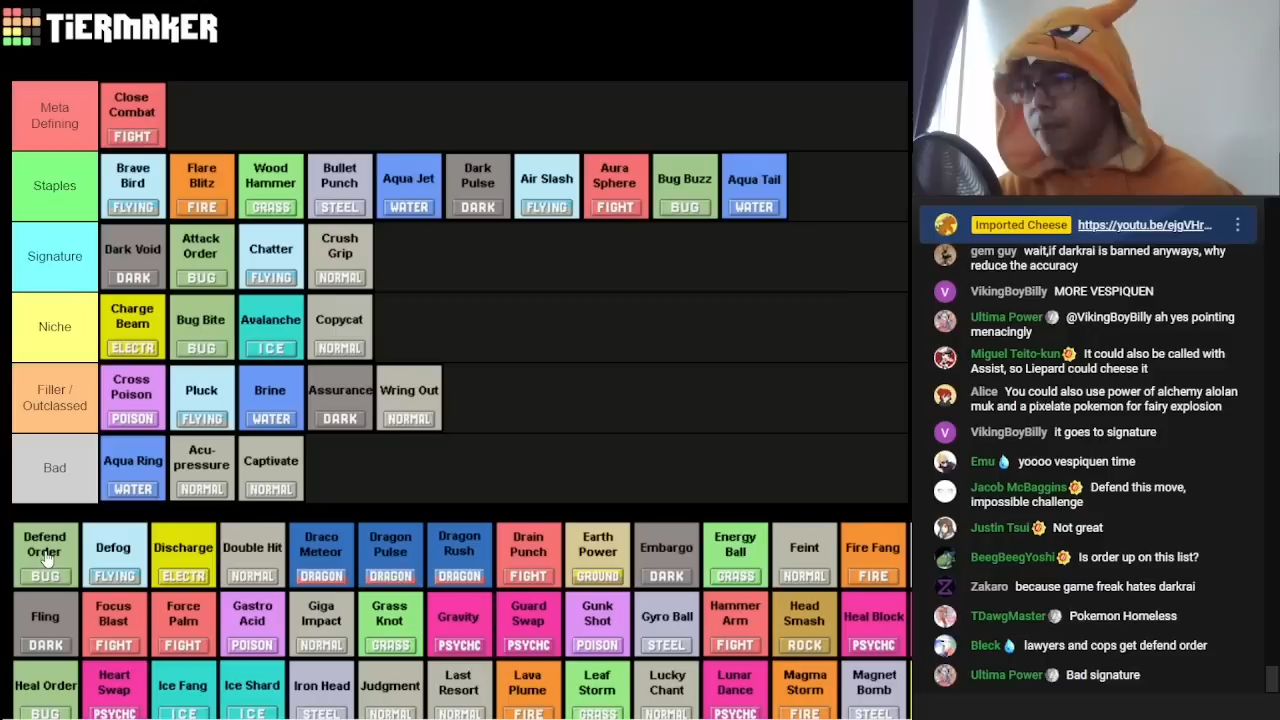 TiERMAKER
Meta
Defining
Close
Combat
FIGHT
Staples
Brave
Bird
FLYING
Flare
Blitz
FIRE
Wood
Hammer
GRASS
Bullet
Punch
STEEL
Aqua Jet
WATER
Dark
Pulse
DARK
Air Slash
FLYING
Aura
Sphere
FIGHT
Bug Buzz
BUG
Aqua Tail
WATER
Signature
Dark Void
DARK
Attack
Order
BUG
Chatter
FLYING
Crush
Grip
NORMAL
Niche
Charge
Beam
ELECTR
Bug Bite
BUG
Avalanche
ICE
Copycat
NORMAL
Filler /
Outclassed
Cross
Poison
POISON
Pluck
FLYING
Brine
WATER
Assurance
DARK
Wring Out
NORMAL
Bad
Aqua Ring
WATER
Acu-
pressure
NORMAL
Captivate
NORMAL
Defend
Order
BUG
Defog
FLYING
Discharge
ELECTR
Double Hit
NORMAL
Draco
Meteor
DRAGON
Dragon
Pulse
DRAGON
Dragon
Rush
DRAGON
Drain
Punch
FIGHT
Earth
Power
GROUND
Embargo
DARK
Energy
Ball
GRASS
Feint
NORMAL
Fire Fang
FIRE
Fling
DARK
Focus
Blast
FIGHT
Force
Palm
FIGHT
Gastro
Acid
POISON
Giga
Impact
NORMAL
Grass
Knot
GRASS
Gravity
PSYCHC
Guard
Swap
PSYCHC
Gunk
Shot
POISON
Gyro Ball
STEEL
Hammer
Arm
FIGHT
Head
Smash
ROCK
Heal Block
PSYCHC
Heal Order
BUG
Heart
Swap
PSYCHC
Ice Fang
ICE
Ice Shard
ICE
Iron Head
STEEL
Judgment
NORMAL
Last
Resort
NORMAL
Lava
Plume
FIRE
Leaf
Storm
GRASS
Lucky
Chant
NORMAL
Lunar
Dance
PSYCHC
Magma
Storm
FIRE
Magnet
Bomb
STEEL
Imported Cheese https://youtu.be/ejgVHr...
gem guy wait,if darkrai is banned anyways, why
reduce the accuracy
V VikingBoyBilly MORE VESPIQUEN
Ultima Power @VikingBoyBilly ah yes pointing
menacingly
Miguel Teito-kun It could also be called with
Assist, so Liepard could cheese it
Alice You could also use power of alchemy alolan
muk and a pixelate pokemon for fairy explosion
V VikingBoyBilly it goes to signature
Emu yoooo vespiquen time
Jacob McBaggins Defend this move,
impossible challenge
Justin Tsui Not great
BeegBeegYoshi Is order up on this list?
Zakaro because game freak hates darkrai
TDawgMaster Pokemon Homeless
Bleck lawyers and cops get defend order
Ultima Power Bad signature